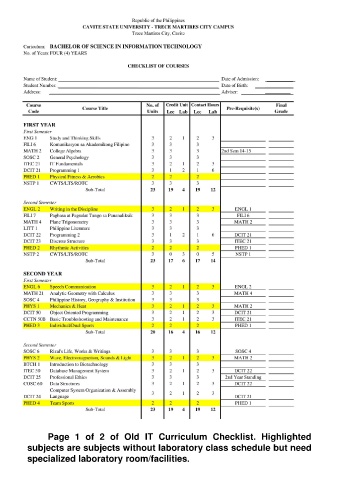 Republic of the Philippines
CAVITE STATE UNIVERSITY - TRECE MARTIRES CITY CAMPUS
Trece Martires City, Cavite
Curriculum: BACHELOR OF SCIENCE IN INFORMATION TECHNOLOGY
No. of Years FOUR (4) YEARS
CHECKLIST OF COURSES
Name of Student: Date of Admission:
Student Number: Date of Birth:
Address: Adviser:
Course Code Course Title No. of Units Credit Unit Lec Lab Contact Hours Lec Lab Pre-Requisite(s) Final Grade
FIRST YEAR
First Semester
ENG 1 Study and Thinking Skills 3 2 1 2 3
FILI 6 Komunikasyon sa Akademikong Filipino 3 3 3
MATH 2 College Algebra 3 3 3 2nd Sem 14-15
SOSC 2 General Psychology 3 3 3
ITEC 21 IT Fundamentals 3 2 1 2 3
DCIT 21 Programming 1 3 1 2 1 6
PHED 1 Physical Fitness & Aerobics 2 2 2
NSTP 1 CWTS/LTS/ROTC 3 3 3
Sub-Total 23 19 4 19 12
Second Semester
ENGL 2 Writing in the Discipline 3 2 1 2 3 ENGL 1
FILI 7 Pagbasa at Pagsulat Tungo sa Pananaliksik 3 3 3 FILI 6
MATH 4 Plane Trigonometry 3 3 3 MATH 2
LITT 1 Philippine Literature 3 3 3
DCIT 22 Programming 2 3 1 2 1 6 DCIT 21
DCIT 23 Discrete Structure 3 3 3 ITEC 21
PHED 2 Rhythmic Activities 2 2 2 PHED 1
NSTP 2 CWTS/LTS/ROTC 3 0 3 0 5 NSTP 1
Sub-Total 23 17 6 17 14
SECOND YEAR
First Semester
ENGL 6 Speech Communication 3 2 1 2 3 ENGL 2
MATH 21 Analytic Geometry with Calculus 3 3 3 MATH 4
SOSC 4 Philippine History, Geography & Institution 3 3 3
PHYS 1 Mechanics & Heat 3 2 1 2 3 MATH 2
DCIT 50 Object Oriented Programming 3 2 1 2 3 DCIT 21
Basic Troubleshooting and Maintenance 3 2 1 2 3 ITEC 21
PHED 3 Individual/Dual Sports 2 2 2 PHED 1
Sub-Total 20 16 4 16 12
Second Semester
SOSC 6 Rizal's Life, Works & Writings 3 3 3 SOSC 4
PHYS 2 Wave, Electromagnetism, Sounds & Light 3 2 1 2 3 MATH 2
BTCH 1 Introduction to Biotechnology 3 3 3
ITEC 30 Database Management System 3 2 1 2 3 DCIT 22
DCIT 25 Professional Ethics 3 3 3 2nd Year Standing
COSC 60 Data Structures 3 2 1 2 3 DCIT 22
DCIT 24 Computer System Organization & Assembly
Language 3 2 1 2 3 DCIT 21
PHED 4 Team Sports 2 2 2 PHED 1
Sub-Total 23 19 4 19 12
Page 1 of 2 of Old IT Curriculum Checklist. Highlighted
subjects are subjects without laboratory class schedule but need
specialized laboratory room/facilities.